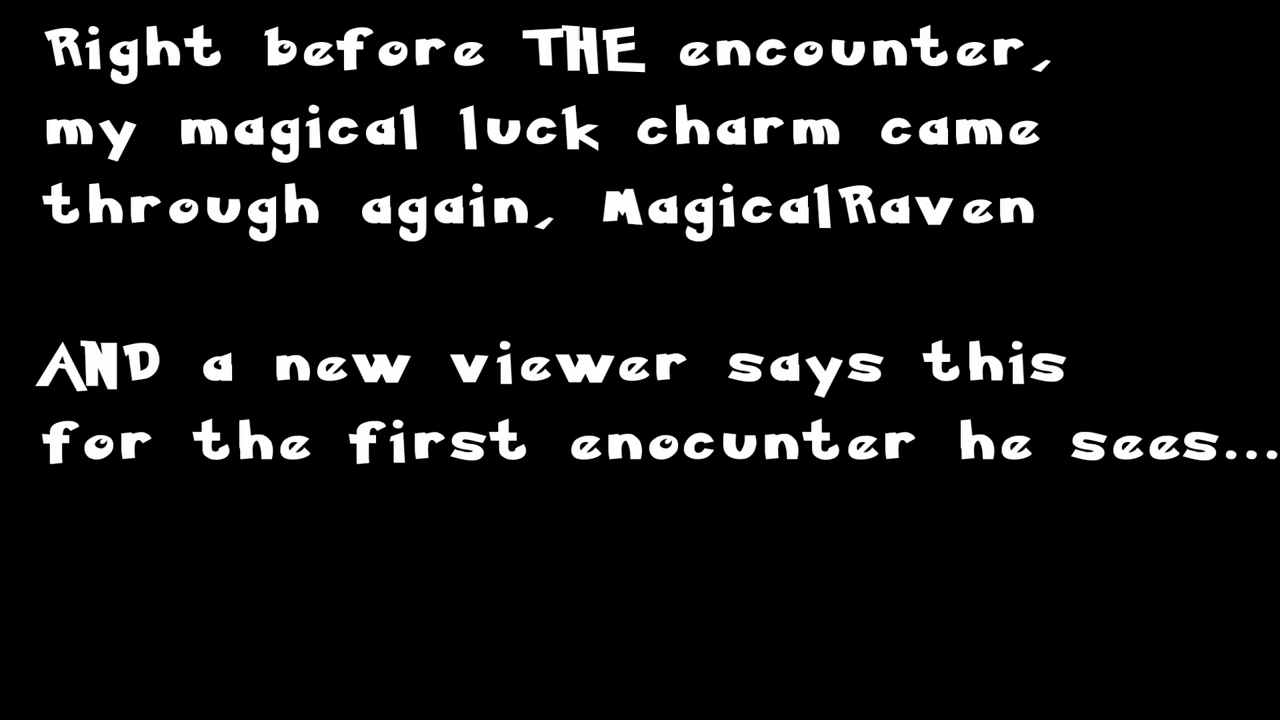 Right before THE encounter,
my magical luck charm came
through again, MagicalRaven
AND a new viewer says this
for the first enocunter he sees...